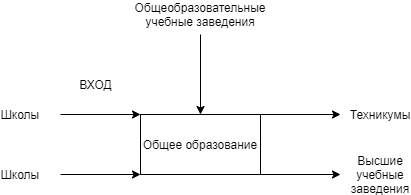 Общеобразовательные
учебные заведения
ВХОД
Школы
Техникумы
Общее образование
Школы
Высшие
учебные
заведения